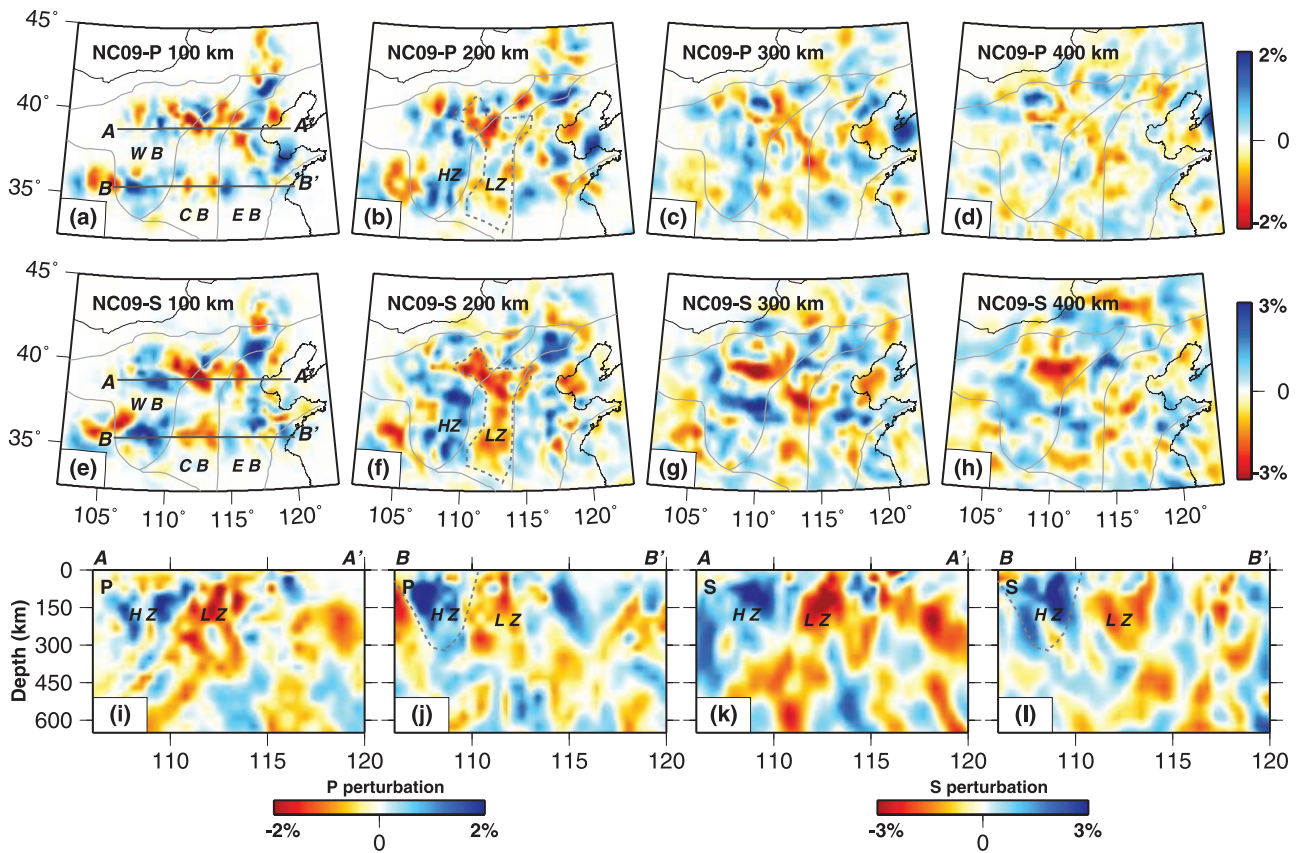 45°
40°
35°
NC09-P 100 km
A A'
W B
B B'
C B E B
(a)
NC09-P 200 km
HZ LZ
(b)
NC09-P 300 km
(c)
NC09-P 400 km
(d)
2%
0
-2%
45°
40°
35°
NC09-S 100 km
A A'
W B
B B'
C B E B
(e)
NC09-S 200 km
HZ LZ
(f)
NC09-S 300 km
(g)
NC09-S 400 km
(h)
3%
0
-3%
105° 110° 115° 120°
105° 110° 115° 120°
105° 110° 115° 120°
105° 110° 115° 120°
A A' B B' A A' B B'
0
150
300
450
600
Depth (km)
P
H Z L Z
(i)
P
H Z L Z
(j)
S
H Z L Z
(k)
S
H Z L Z
(l)
110 115 120
110 115 120
110 115 120
110 115 120
P perturbation
-2% 0 2%
S perturbation
-3% 0 3%